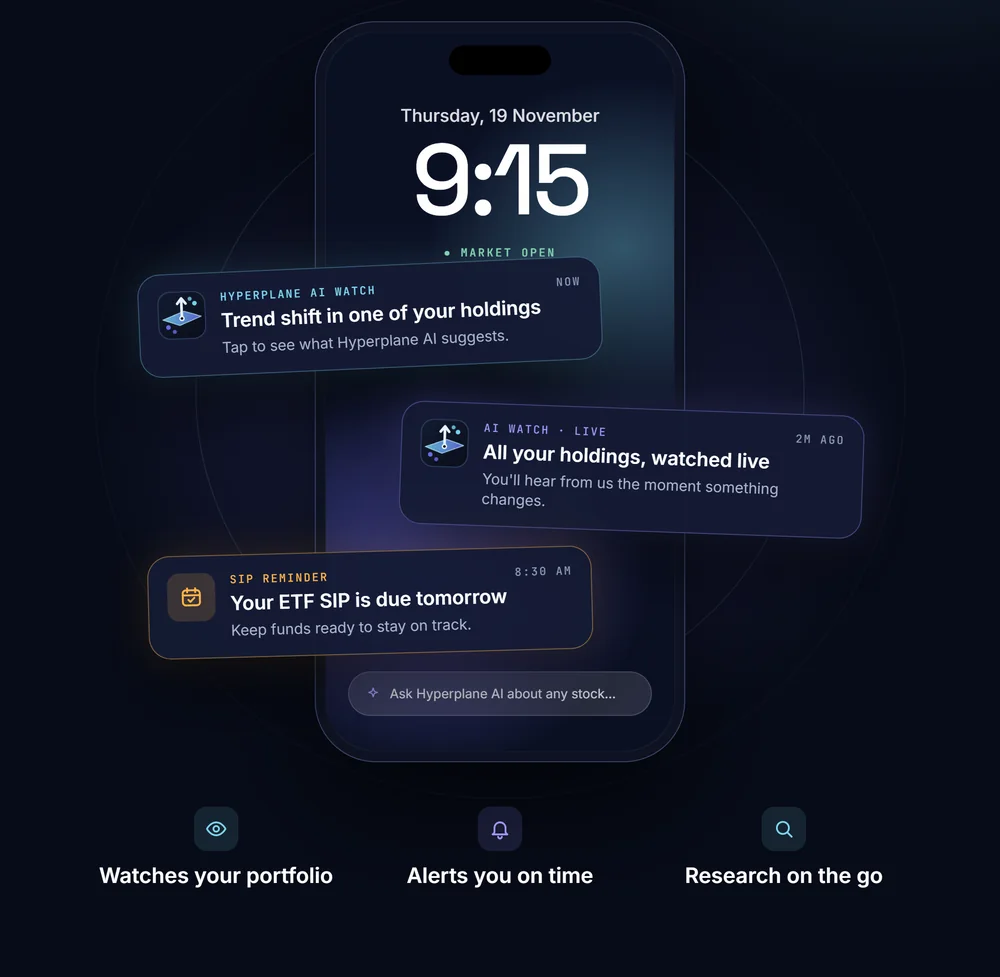 Thursday, 19 November
9:15
MARKET OPEN
HYPERPLANE AI WATCH
NOW
Trend shift in one of your holdings
Tap to see what Hyperplane AI suggests.
AI WATCH · LIVE
2M AGO
All your holdings, watched live
You'll hear from us the moment something
changes.
SIP REMINDER
8:30 AM
Your ETF SIP is due tomorrow
Keep funds ready to stay on track.
Ask Hyperplane AI about any stock...
Watches your portfolio
Alerts you on time
Research on the go